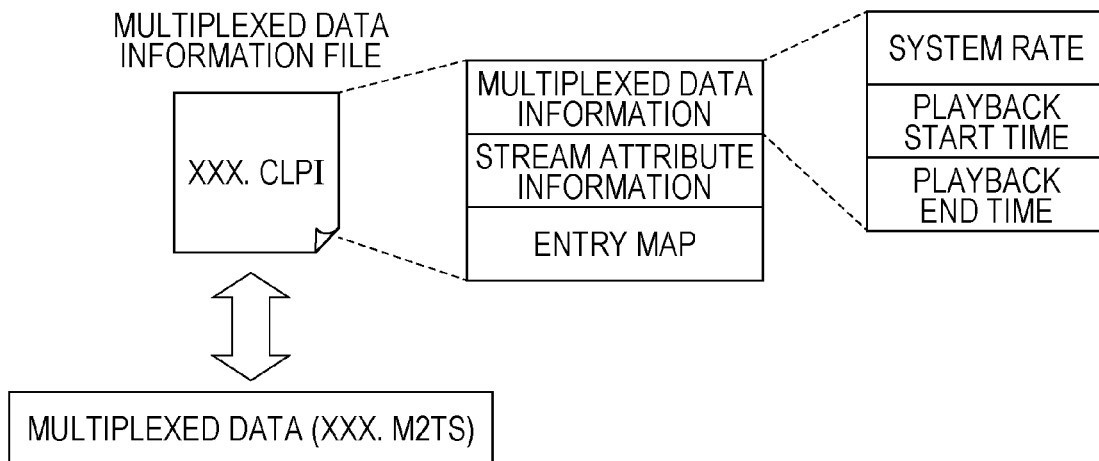 MULTIPLEXED DATA
INFORMATION FILE
XXX. CLPI
MULTIPLEXED DATA
INFORMATION
STREAM ATTRIBUTE
INFORMATION
ENTRY MAP
SYSTEM RATE
PLAYBACK
START TIME
PLAYBACK
END TIME
MULTIPLEXED DATA (XXX. M2TS)